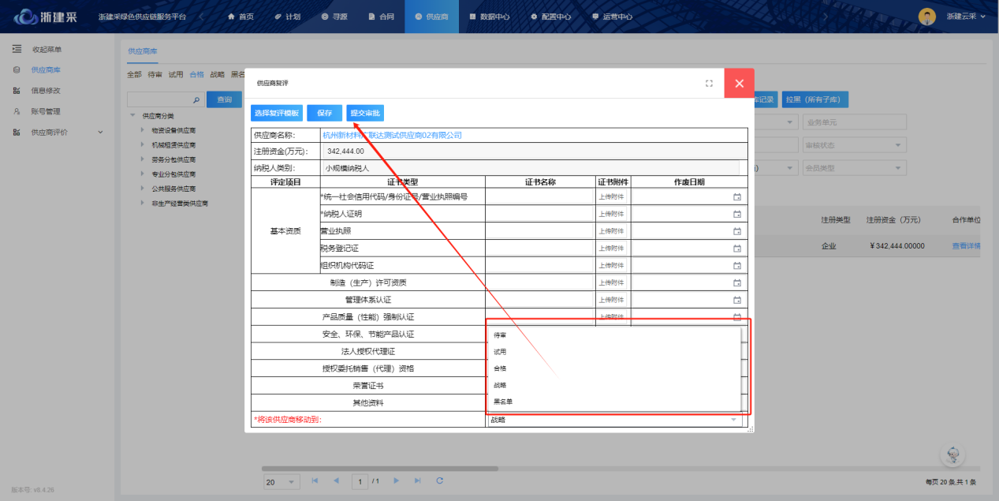 浙建采 浙建采绿色供应链服务平台 首页 计划 寻源 合同 供应商 数据中心 配置中心 运营中心 浙建云采
收起菜单
供应商库
信息修改
账号管理
供应商评价
版本号: v8.4.26
供应商库
全部 待审 试用 合格 战略 黑名
查询
供应商分类
物资设备供应商
机械租赁供应商
劳务分包供应商
专业分包供应商
公共服务供应商
非生产经营类供应商
供应商复评
选择复评模板 保存 提交审批
供应商名称: 杭州新材料广联达测试供应商02有限公司
注册资金(万元): 342,444.00
纳税人类别: 小规模纳税人
评定项目 证书类型 证书名称 证书附件 作废日期
基本资质
*统一社会信用代码/身份证号/营业执照编号 上传附件
*纳税人证明 上传附件
营业执照 上传附件
税务登记证 上传附件
组织机构代码证 上传附件
制造（生产）许可资质 上传附件
管理体系认证 上传附件
产品质量（性能）强制认证 上传附件
安全、环保、节能产品认证
法人授权代理证
授权委托销售（代理）资格
荣誉证书
其他资料
待审
试用
合格
战略
黑名单
*将该供应商移动到: 战略
库记录 拉黑（所有子库）
业务单元
审核状态
会员类型
注册类型 注册资金（万元） 合作单位
企业 ¥342,444.00000 查看详情
20 1 / 1 每页 20 条,共 1 条